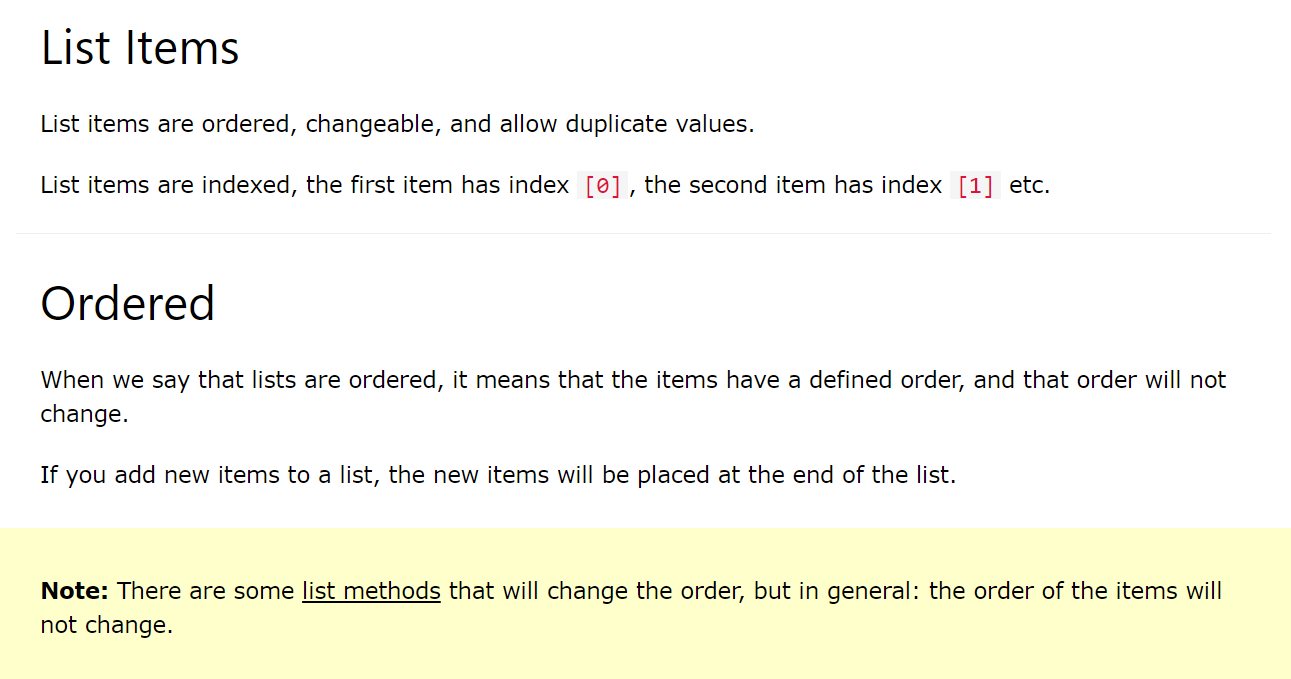 List Items
List items are ordered, changeable, and allow duplicate values.
List items are indexed, the first item has index [0], the second item has index [1] etc.
Ordered
When we say that lists are ordered, it means that the items have a defined order, and that order will not
change.
If you add new items to a list, the new items will be placed at the end of the list.
Note: There are some list methods that will change the order, but in general: the order of the items will
not change.